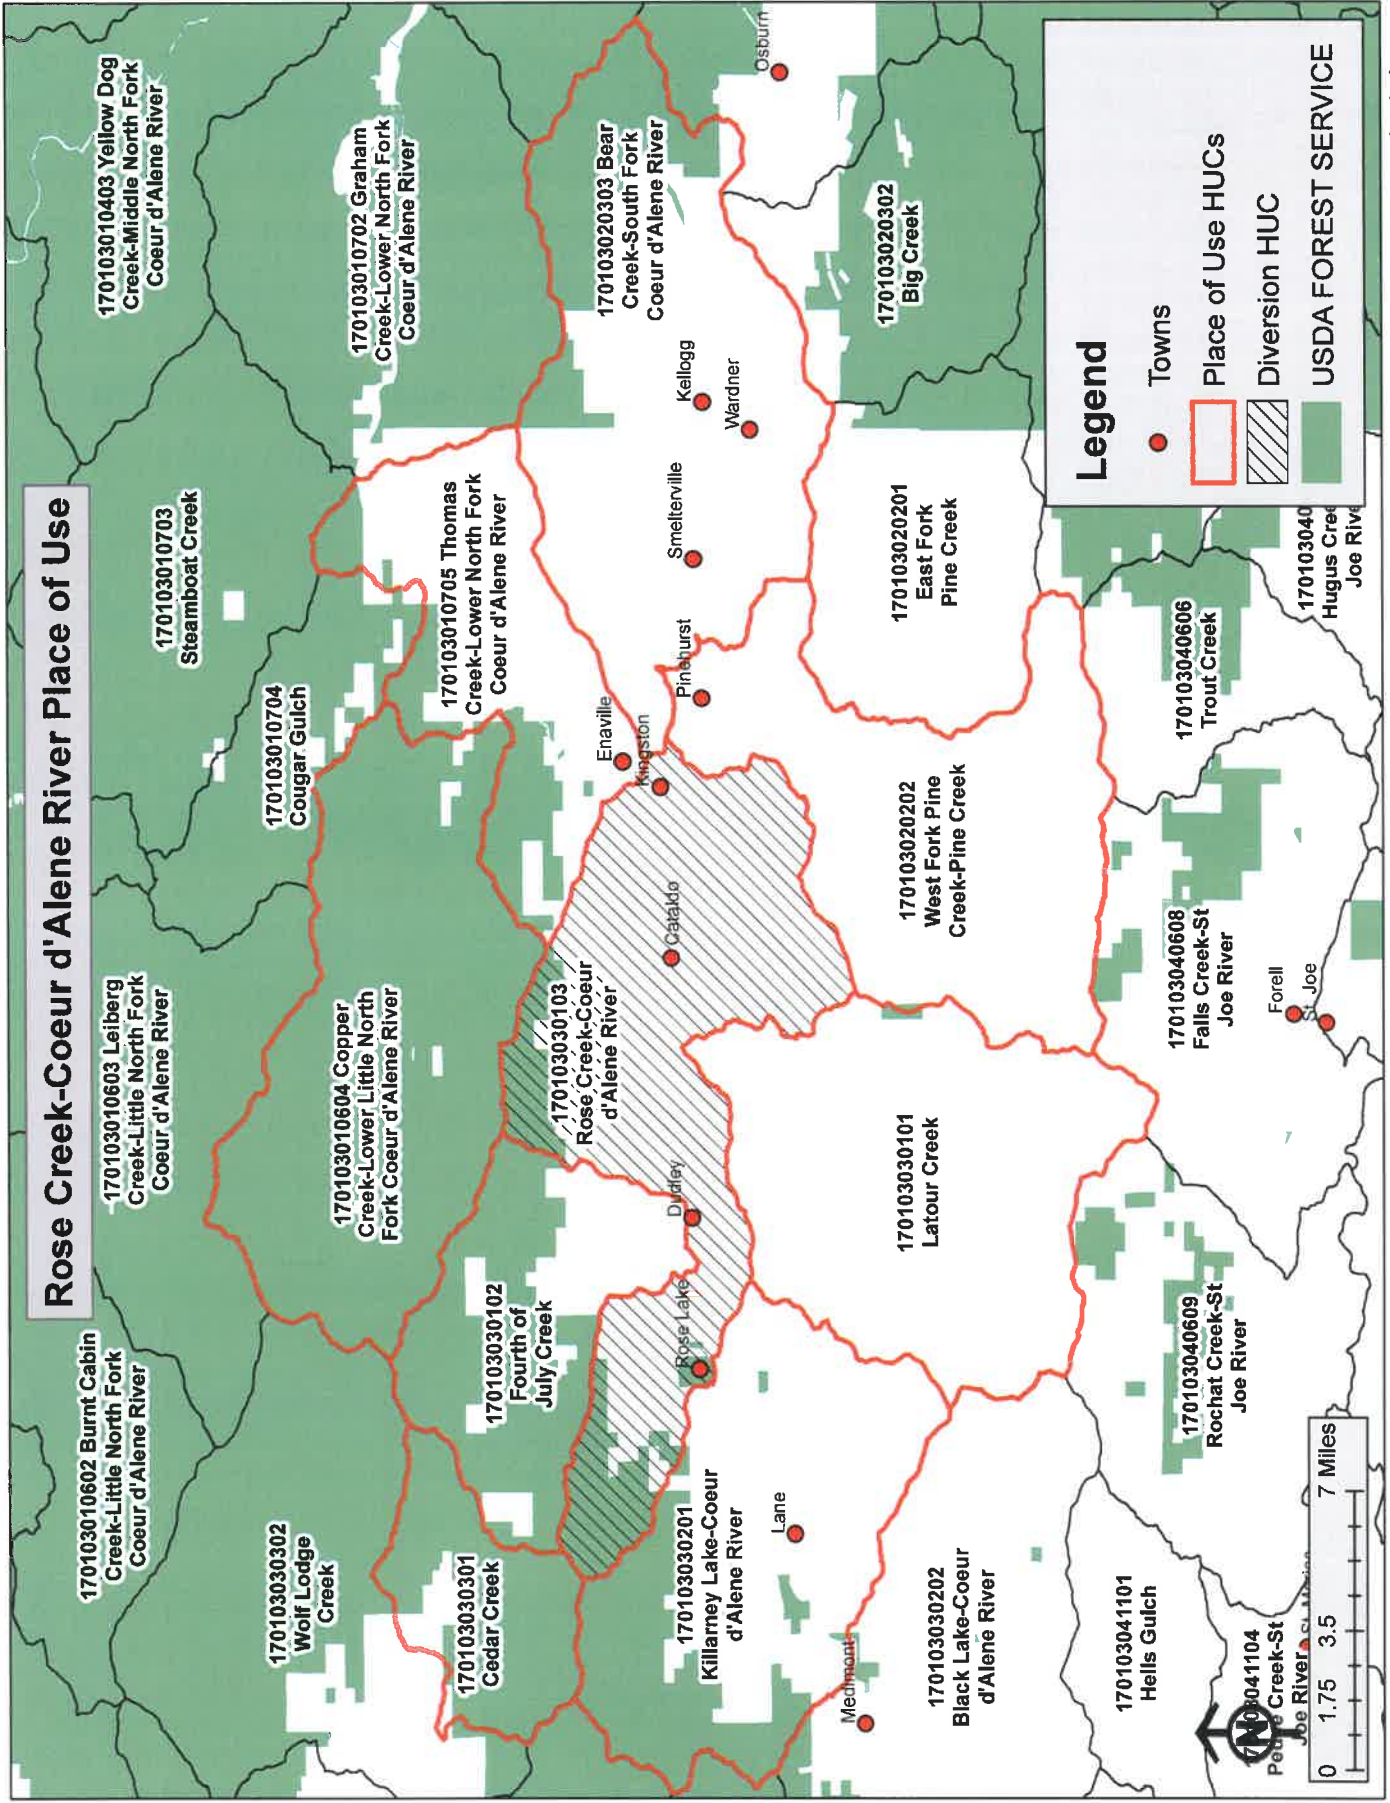 Rose Creek-Coeur d'Alene River Place of Use
170103010602 Burnt Cabin
Creek-Little North Fork
Coeur d'Alene River
170103010603 Leiberg
Creek-Little North Fork
Coeur d'Alene River
170103010703
Steamboat Creek
170103010403 Yellow Dog
Creek-Middle North Fork
Coeur d'Alene River
170103030302
Wolf Lodge
Creek
170103010604 Copper
Creek-Lower Little North
Fork Coeur d'Alene River
170103010704
Cougar Gulch
170103010702 Graham
Creek-Lower North Fork
Coeur d'Alene River
170103030301
Cedar Creek
170103030102
Fourth of
July Creek
170103030103
Rose Creek-Coeur
d'Alene River
170103010705 Thomas
Creek-Lower North Fork
Coeur d'Alene River
170103020303 Bear
Creek-South Fork
Coeur d'Alene River
Enaville
Kingston
Pinehurst
Smelterville
Kellogg
Wardner
Osburn
Cataldo
Dudley
Rose Lake
170103030201
Killarney Lake-Coeur
d'Alene River
Lane
Medimont
170103030202
Black Lake-Coeur
d'Alene River
170103030101
Latour Creek
170103020202
West Fork Pine
Creek-Pine Creek
170103020201
East Fork
Pine Creek
170103020302
Big Creek
170103041101
Hells Gulch
170103040609
Rochat Creek-St
Joe River
170103040608
Falls Creek-St
Joe River
170103040606
Trout Creek
Forell
St. Joe
Creek-St
Joe River
170103040
Hugus Cree
Joe Rive
N
0 1.75 3.5 7 Miles
Legend
Towns
Place of Use HUCs
Diversion HUC
USDA FOREST SERVICE